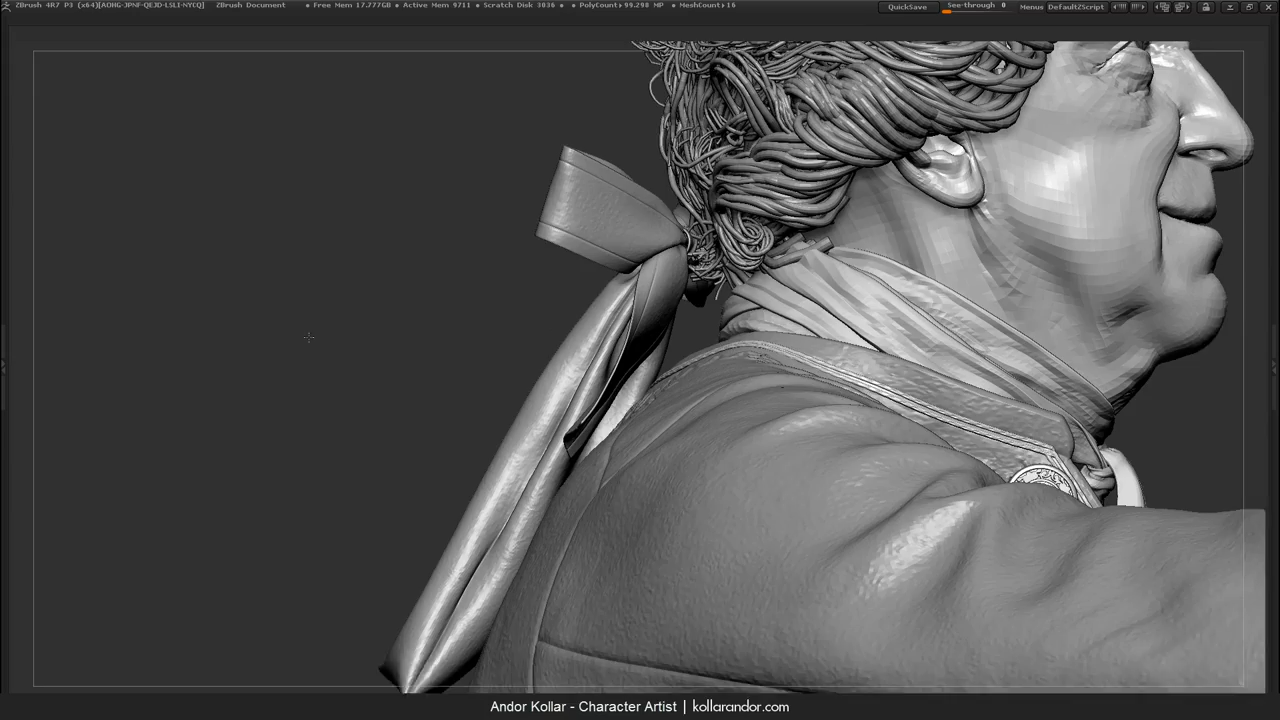 ZBrush 4R7 P3 (x64)[AOHG-JPNF-QEJD-LSLI-NYCQ] ZBrush Document • Free Mem 17.777GB • Active Mem 9711 • Scratch Disk 3036 • • PolyCount▸ 99.298 MP • MeshCount▸ 16 QuickSave See-through 0 Menus DefaultZScript
Andor Kollar - Character Artist | kollarandor.com